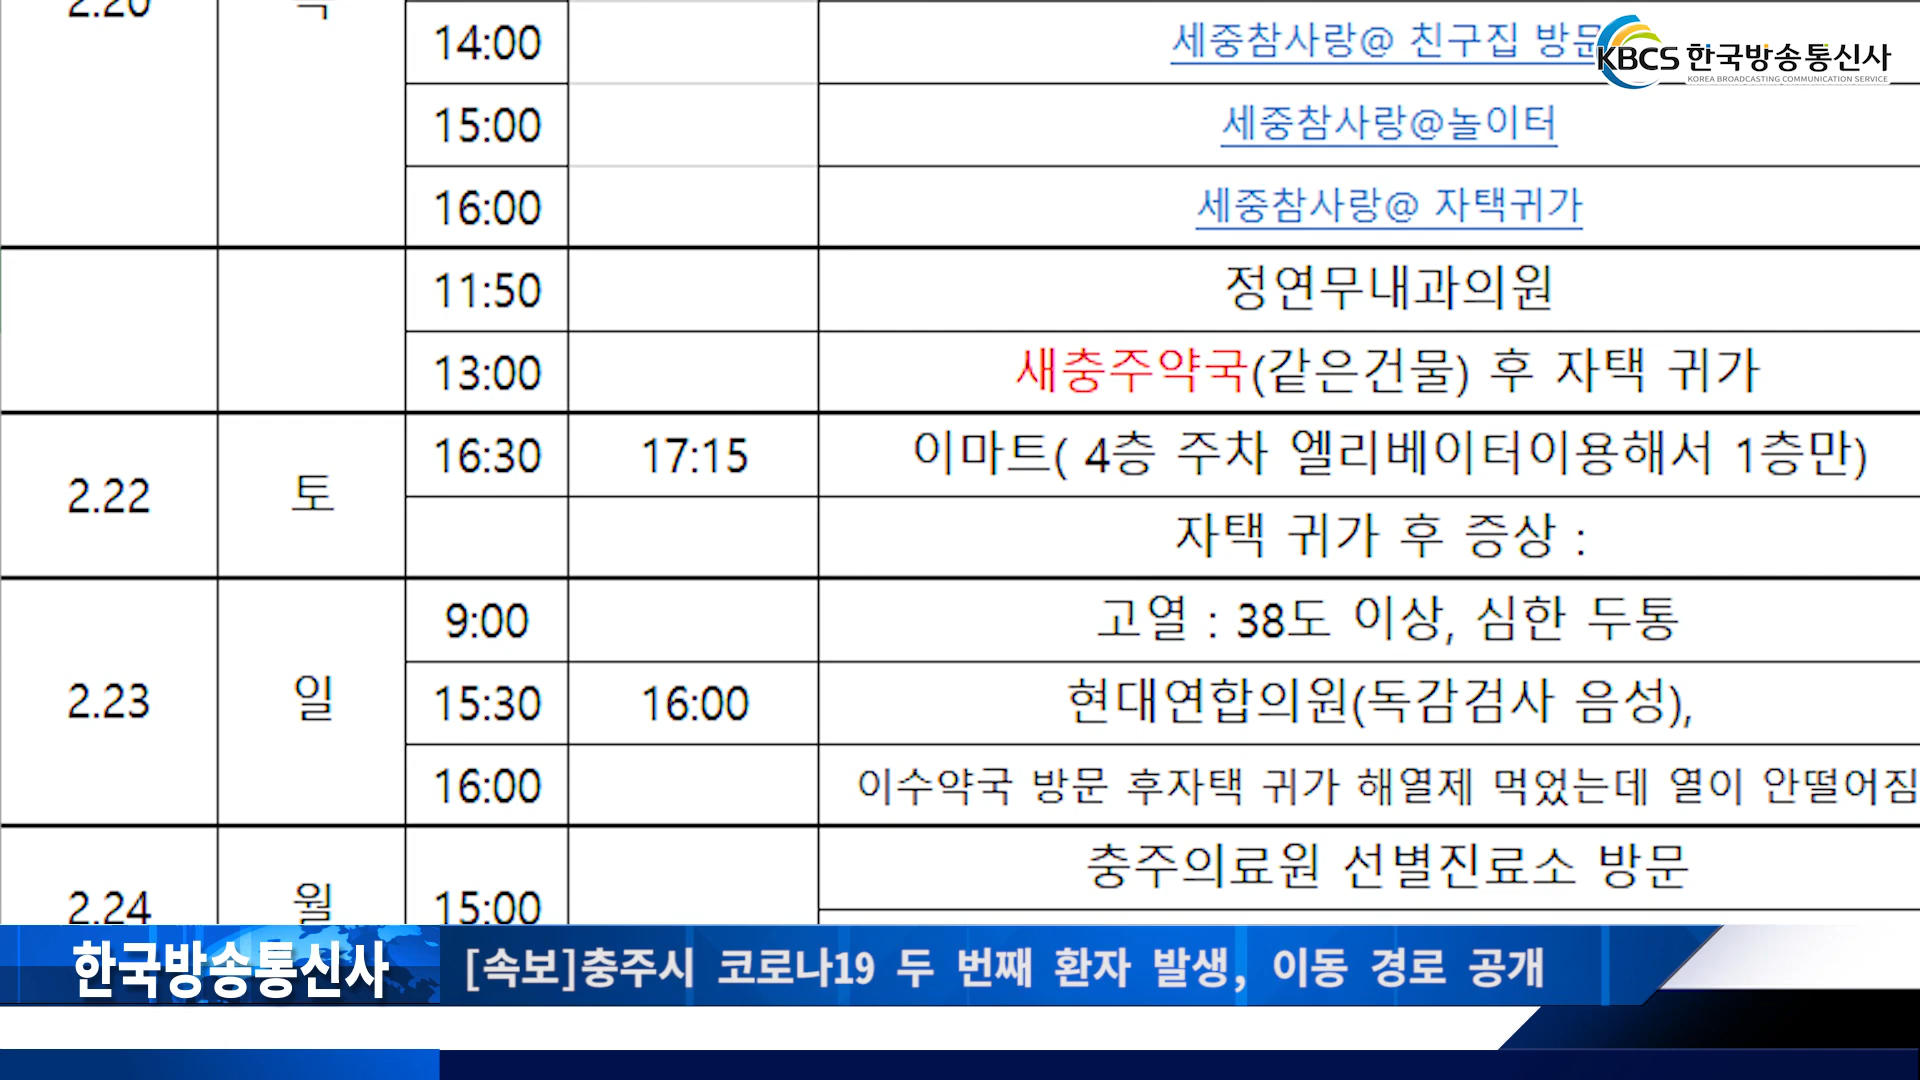 2.20 목
14:00 세중참사랑@ 친구집 방문
KBCS 한국방송통신사
KOREA BROADCASTING COMMUNICATION SERVICE
15:00 세중참사랑@놀이터
16:00 세중참사랑@ 자택귀가
11:50 정연무내과의원
13:00 새충주약국(같은건물) 후 자택 귀가
2.22 토
16:30 17:15 이마트( 4층 주차 엘리베이터이용해서 1층만)
자택 귀가 후 증상 :
2.23 일
9:00 고열 : 38도 이상, 심한 두통
15:30 16:00 현대연합의원(독감검사 음성),
16:00 이수약국 방문 후자택 귀가 해열제 먹었는데 열이 안떨어짐
2.24 월 15:00 충주의료원 선별진료소 방문
한국방송통신사 [속보]충주시 코로나19 두 번째 환자 발생, 이동 경로 공개